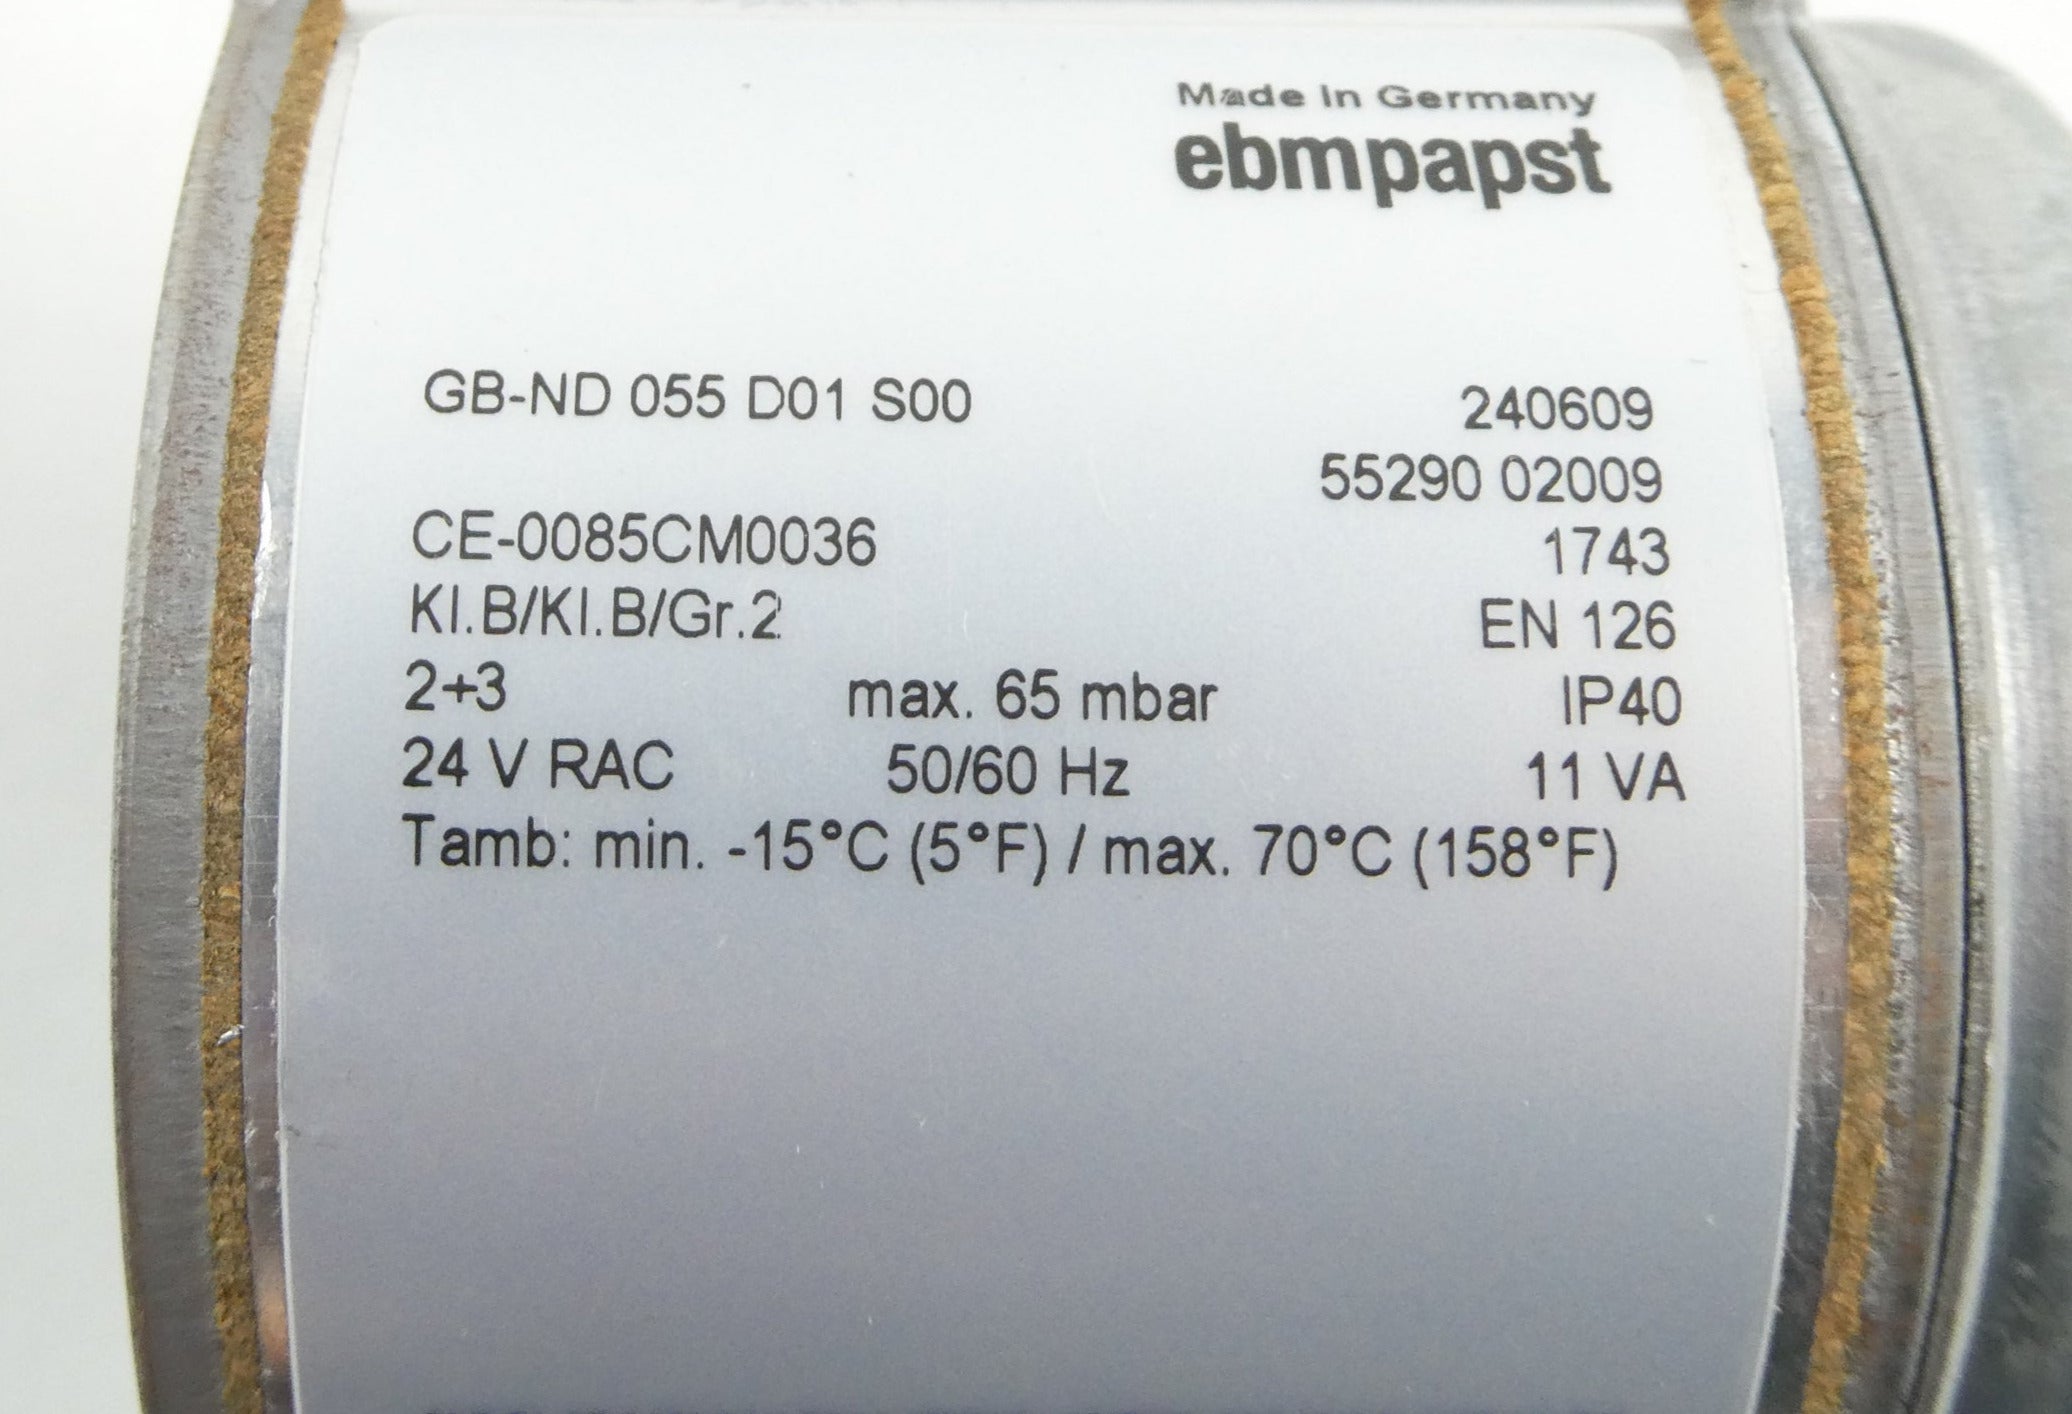 Made in Germany
ebmpapst
GB-ND 055 D01 S00 240609
55290 02009
CE-0085CM0036 1743
Kl.B/Kl.B/Gr.2 EN 126
2+3 max. 65 mbar IP40
24 V RAC 50/60 Hz 11 VA
Tamb: min. -15°C (5°F) / max. 70°C (158°F)